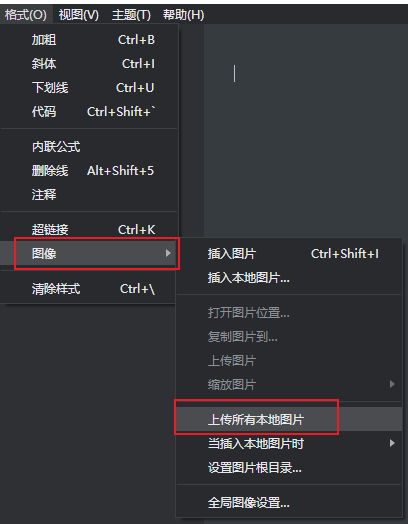 格式(O) 视图(V) 主题(T) 帮助(H)
加粗 Ctrl+B
斜体 Ctrl+I
下划线 Ctrl+U
代码 Ctrl+Shift+`
内联公式
删除线 Alt+Shift+5
注释
超链接 Ctrl+K
图像
清除样式 Ctrl+\
插入图片 Ctrl+Shift+I
插入本地图片...
打开图片位置...
复制图片到...
上传图片
缩放图片
上传所有本地图片
当插入本地图片时
设置图片根目录...
全局图像设置...